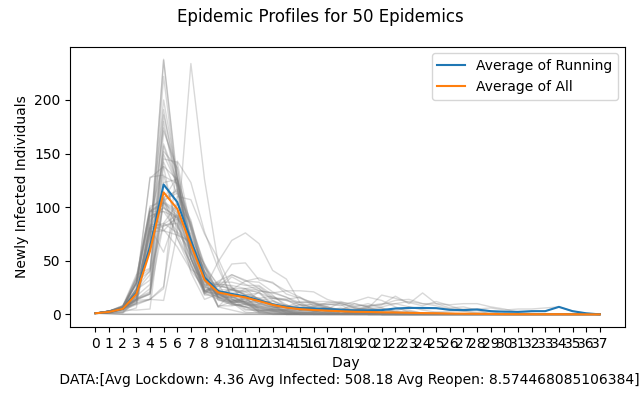 Epidemic Profiles for 50 Epidemics
Average of Running
Average of All
Newly Infected Individuals
200
150
100
50
0
0 1 2 3 4 5 6 7 8 9 10 11 12 13 14 15 16 17 18 19 20 21 22 23 24 25 26 27 28 29 30 31 32 33 34 35 36 37
Day
DATA:[Avg Lockdown: 4.36 Avg Infected: 508.18 Avg Reopen: 8.574468085106384]